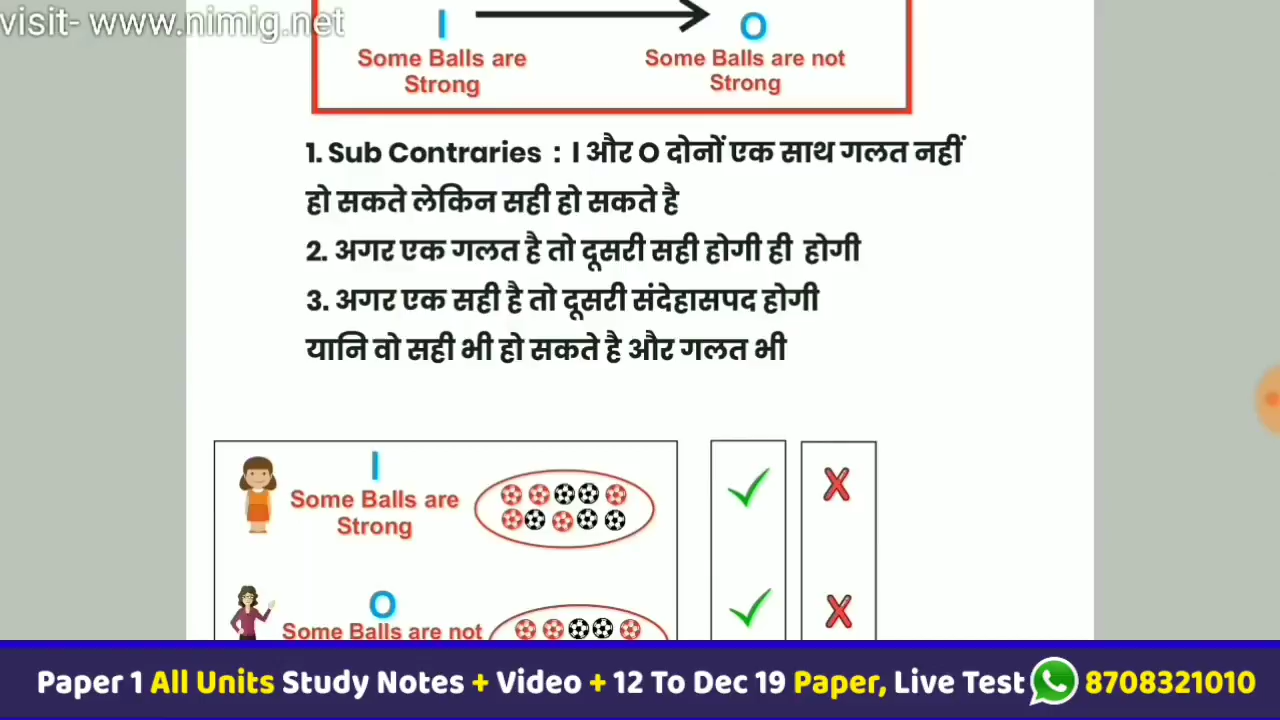 visit- www.nimig.net
I
O
Some Balls are
Strong
Some Balls are not
Strong
1. Sub Contraries : I और O दोनों एक साथ गलत नहीं
हो सकते लेकिन सही हो सकते है
2. अगर एक गलत है तो दूसरी सही होगी ही होगी
3. अगर एक सही है तो दूसरी संदेहासपद होगी
यानि वो सही भी हो सकते है और गलत भी
I
Some Balls are
Strong
O
Some Balls are not
Paper 1 All Units Study Notes + Video + 12 To Dec 19 Paper, Live Test 8708321010